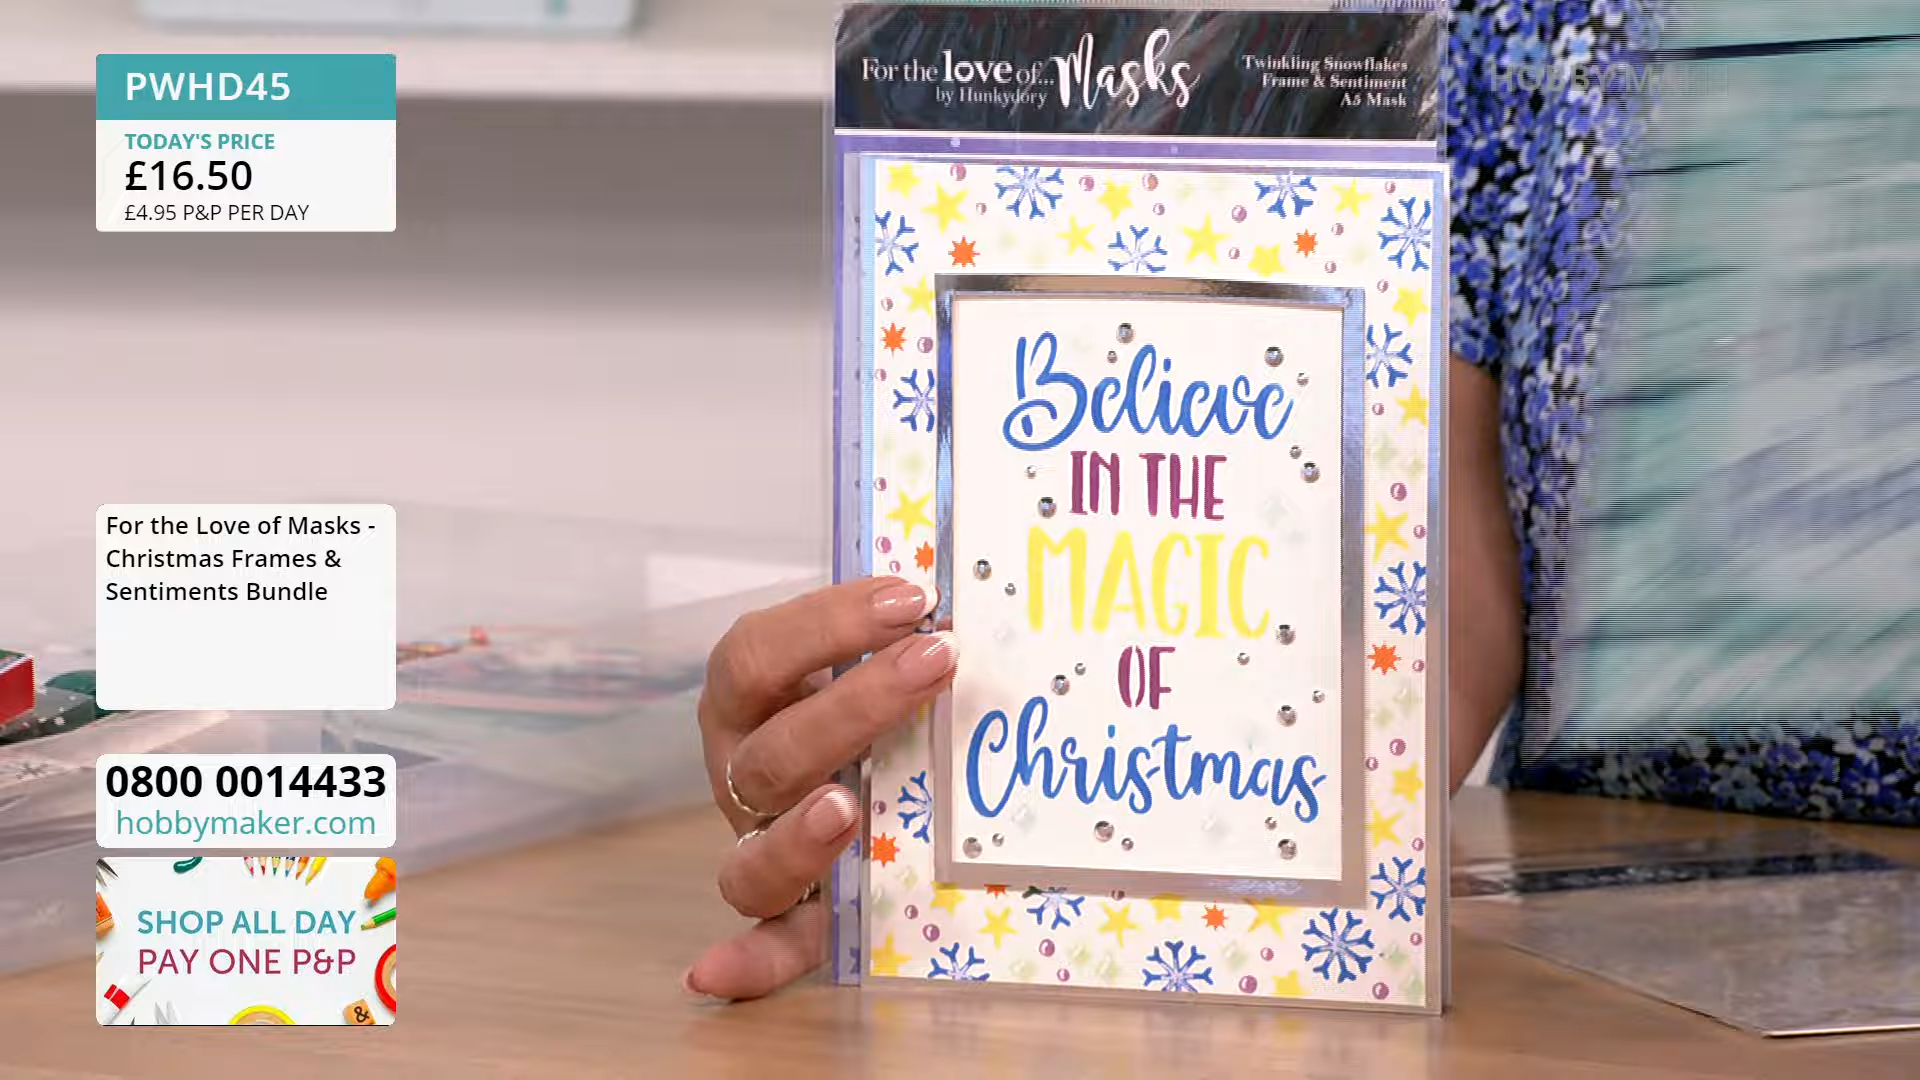 PWHD45
TODAY'S PRICE
£16.50
£4.95 P&P PER DAY
For the Love of Masks -
Christmas Frames &
Sentiments Bundle
0800 0014433
hobbymaker.com
SHOP ALL DAY
PAY ONE P&P
&
For the love of... Masks
by Hunkydory
Twinkling Snowflakes
Frame & Sentiment
A5 Mask
Believe
IN THE
MAGIC
OF
Christmas